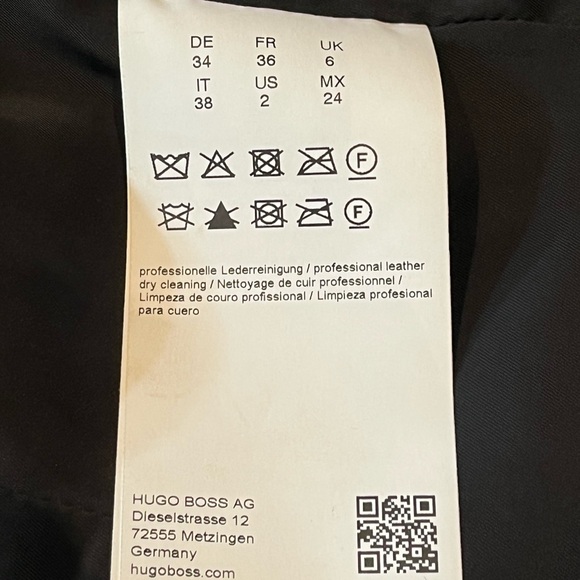 DE FR UK
34 36 6
IT US MX
38 2 24
F
F
professionelle Lederreinigung / professional leather
dry cleaning / Nettoyage de cuir professionnel /
Limpeza de couro profissional / Limpieza profesional
para cuero
HUGO BOSS AG
Dieselstrasse 12
72555 Metzingen
Germany
hugoboss.com